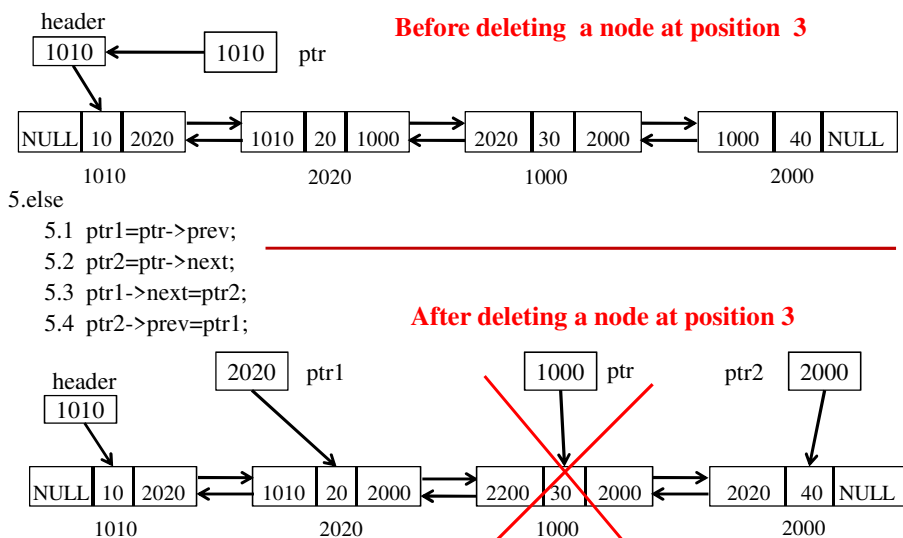 header
Before deleting a node at position 3
1010
1010 ptr
NULL 10 2020 1010 20 1000 2020 30 2000 1000 40 NULL
1010 2020 1000 2000
5.else
5.1 ptr1=ptr->prev;
5.2 ptr2=ptr->next;
5.3 ptr1->next=ptr2;
5.4 ptr2->prev=ptr1;
After deleting a node at position 3
header
2020 ptr1 1000 ptr ptr2 2000
1010
NULL 10 2020 1010 20 2000 2200 30 2000 2020 40 NULL
1010 2020 1000 2000